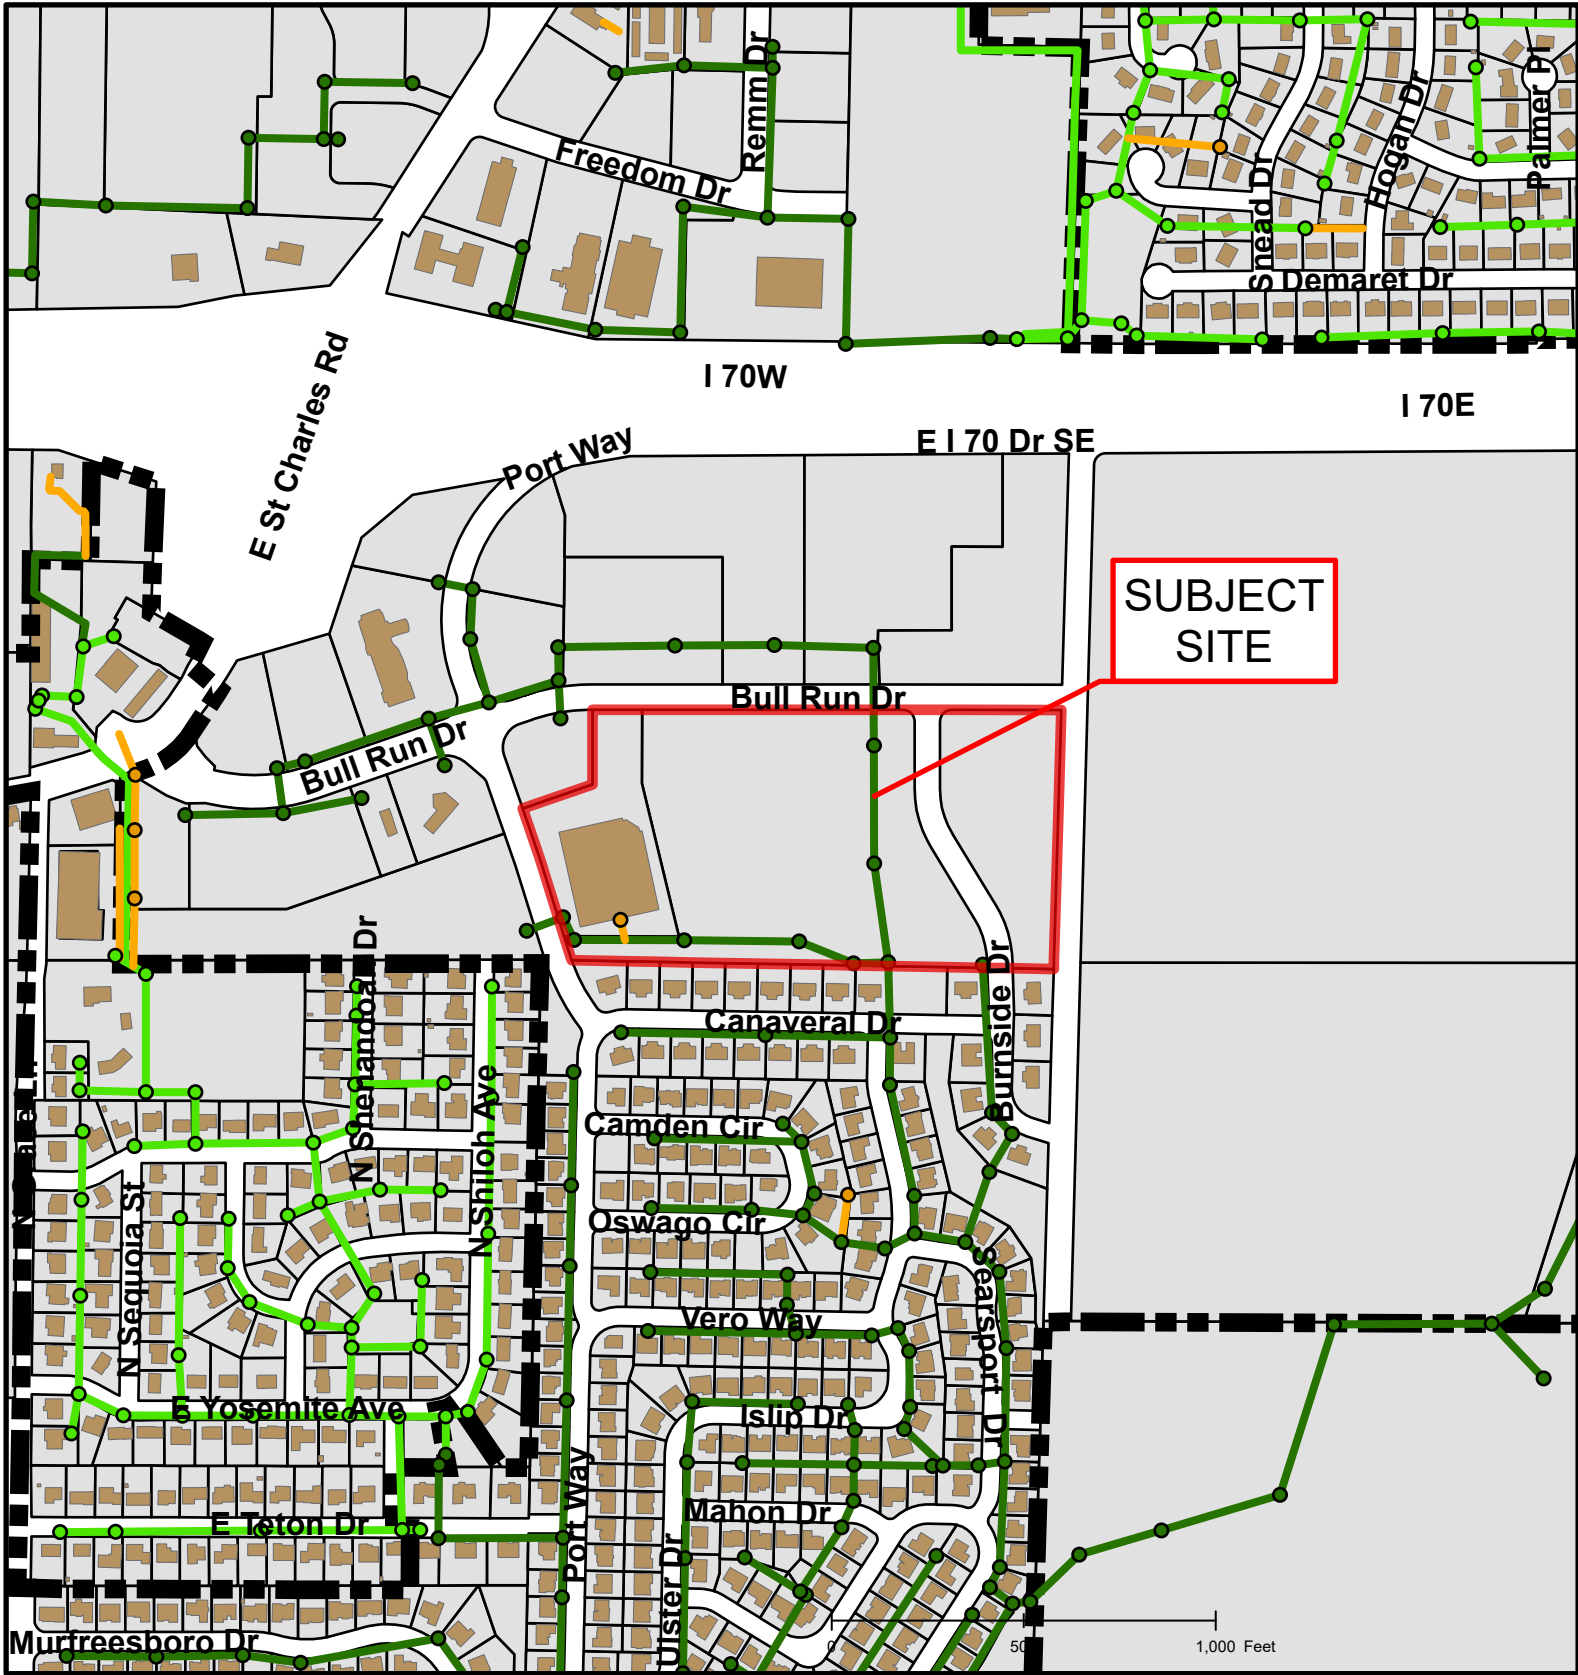 Remm Dr
Freedom Dr
Hogan Dr
Palmer Pl
Snead Dr
Demaret Dr
I 70W
I 70E
E St Charles Rd
Port Way
E I 70 Dr SE
SUBJECT
SITE
Bull Run Dr
Bull Run Dr
N Shenandoah Dr
Canaveral Dr
Burnside Dr
N Shiloh Ave
Camden Cir
N Sequoia St
Oswago Cir
Searsport Dr
Vero Way
E Yosemite Ave
Islip Dr
Port Way
Mahon Dr
E Teton Dr
Ulster Dr
Murfreesboro Dr
0
1,000 Feet